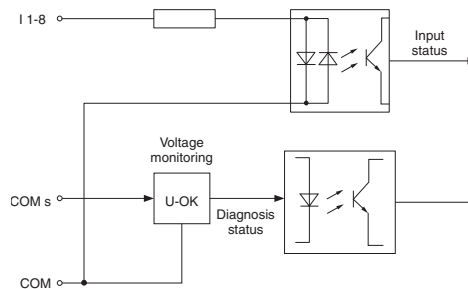 I 1-8
Input
status
Voltage
monitoring
COM s
U-OK
Diagnosis
status
COM